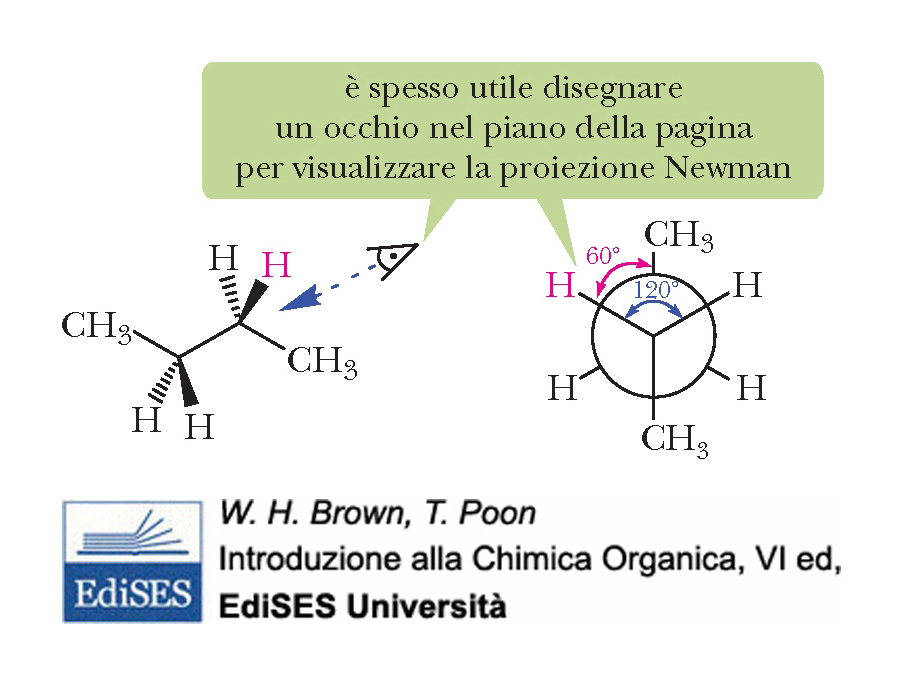 è spesso utile disegnare
un occhio nel piano della pagina
per visualizzare la proiezione Newman
H H
CH₃
CH₃
H H
CH₃
60°
120°
H H
H H
CH₃
EdiSES
W. H. Brown, T. Poon
Introduzione alla Chimica Organica, VI ed,
EdiSES Università